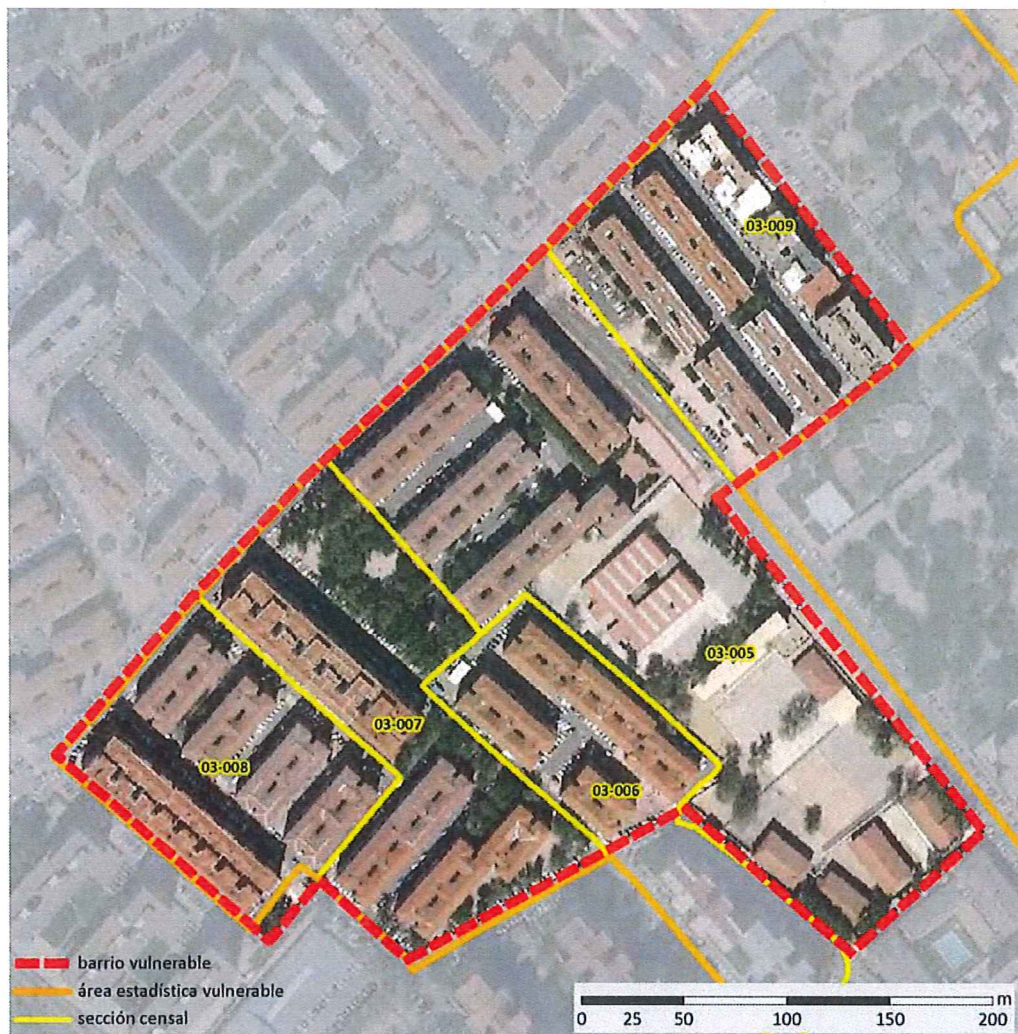 03-009
03-005
03-007
03-008
03-006
barrio vulnerable
área estadística vulnerable
sección censal
m
0 25 50 100 150 200